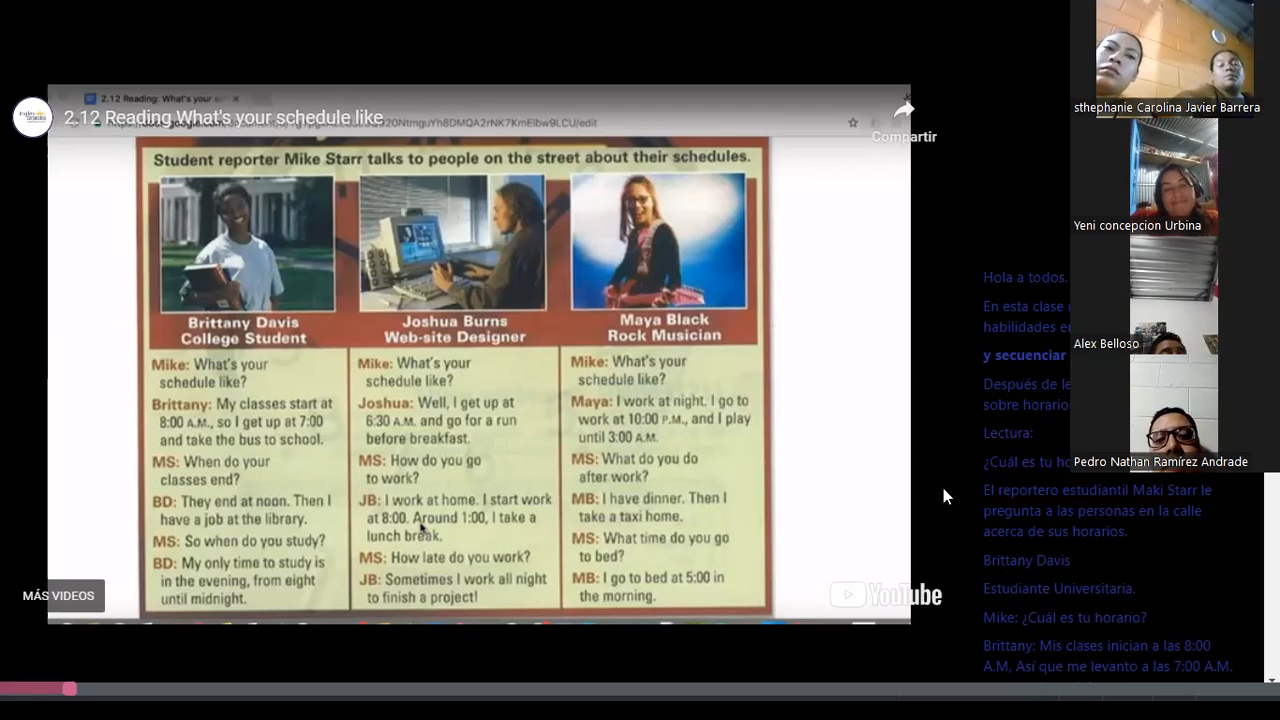 2.12 Reading: What's your
2.12 Reading What's your schedule like
Compartir
Student reporter Mike Starr talks to people on the street about their schedules.
Brittany Davis
College Student
Mike: What's your
schedule like?
Brittany: My classes start at
8:00 A.M., so I get up at 7:00
and take the bus to school.
MS: When do your
classes end?
BD: They end at noon. Then I
have a job at the library.
MS: So when do you study?
BD: My only time to study is
in the evening, from eight
until midnight.
Joshua Burns
Web-site Designer
Mike: What's your
schedule like?
Joshua: Well, I get up at
6:30 A.M. and go for a run
before breakfast.
MS: How do you go
to work?
JB: I work at home. I start work
at 8:00. Around 1:00, I take a
lunch break.
MS: How late do you work?
JB: Sometimes I work all night
to finish a project!
Maya Black
Rock Musician
Mike: What's your
schedule like?
Maya: I work at night. I go to
work at 10:00 P.M., and I play
until 3:00 A.M.
MS: What do you do
after work?
MB: I have dinner. Then I
take a taxi home.
MS: What time do you go
to bed?
MB: I go to bed at 5:00 in
the morning.
MÁS VIDEOS
YouTube
Hola a todos.
En esta clase
habilidades
y secuenciar
Después de
sobre
Lectura:
¿Cuál es tu
El reportero estudiantil Maki Starr le
pregunta a las personas en la calle
acerca de sus horarios.
Brittany Davis
Estudiante Universitaria.
Mike: ¿Cuál es tu horario?
Brittany: Mis clases inician a las 8:00
A.M, Así que me levanto a las 7:00 A.M.
sthephanie Carolina Javier Barrera
Yeni concepcion Urbina
Alex Belloso
Pedro Nathan Ramírez Andrade